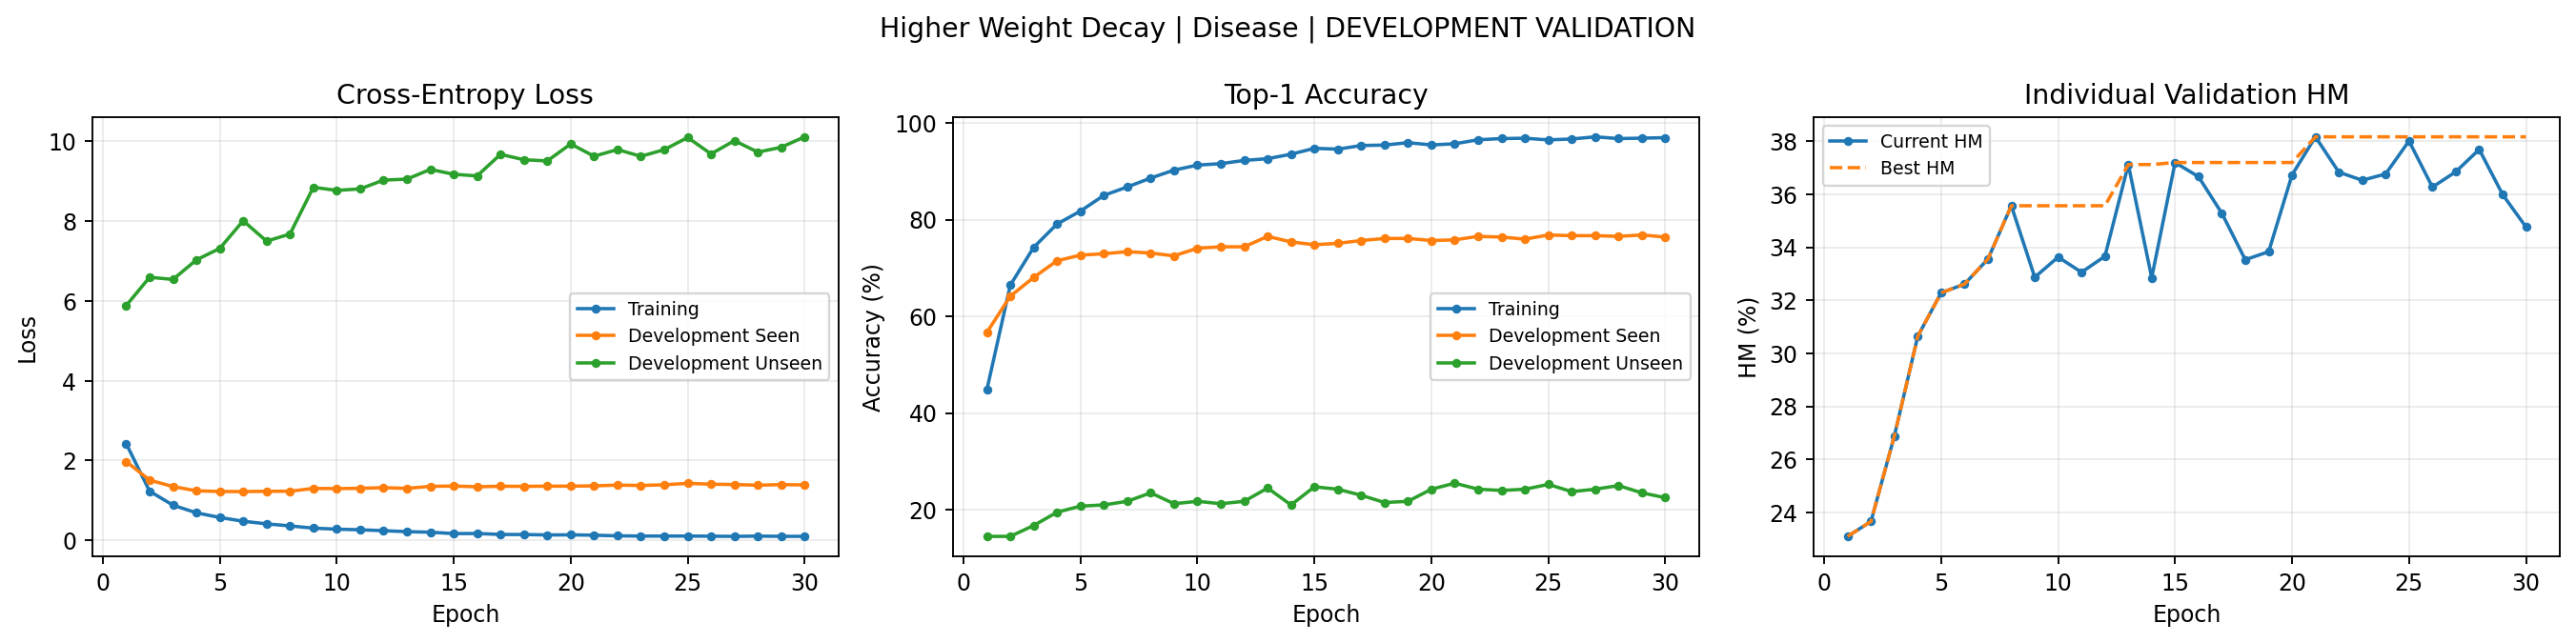 Higher Weight Decay | Disease | DEVELOPMENT VALIDATION
Cross-Entropy Loss
10
8
6
4
2
0
Loss
Training
Development Seen
Development Unseen
0 5 10 15 20 25 30
Epoch
Top-1 Accuracy
100
80
60
40
20
Accuracy (%)
Training
Development Seen
Development Unseen
0 5 10 15 20 25 30
Epoch
Individual Validation HM
38
36
34
32
30
28
26
24
HM (%)
Current HM
Best HM
0 5 10 15 20 25 30
Epoch